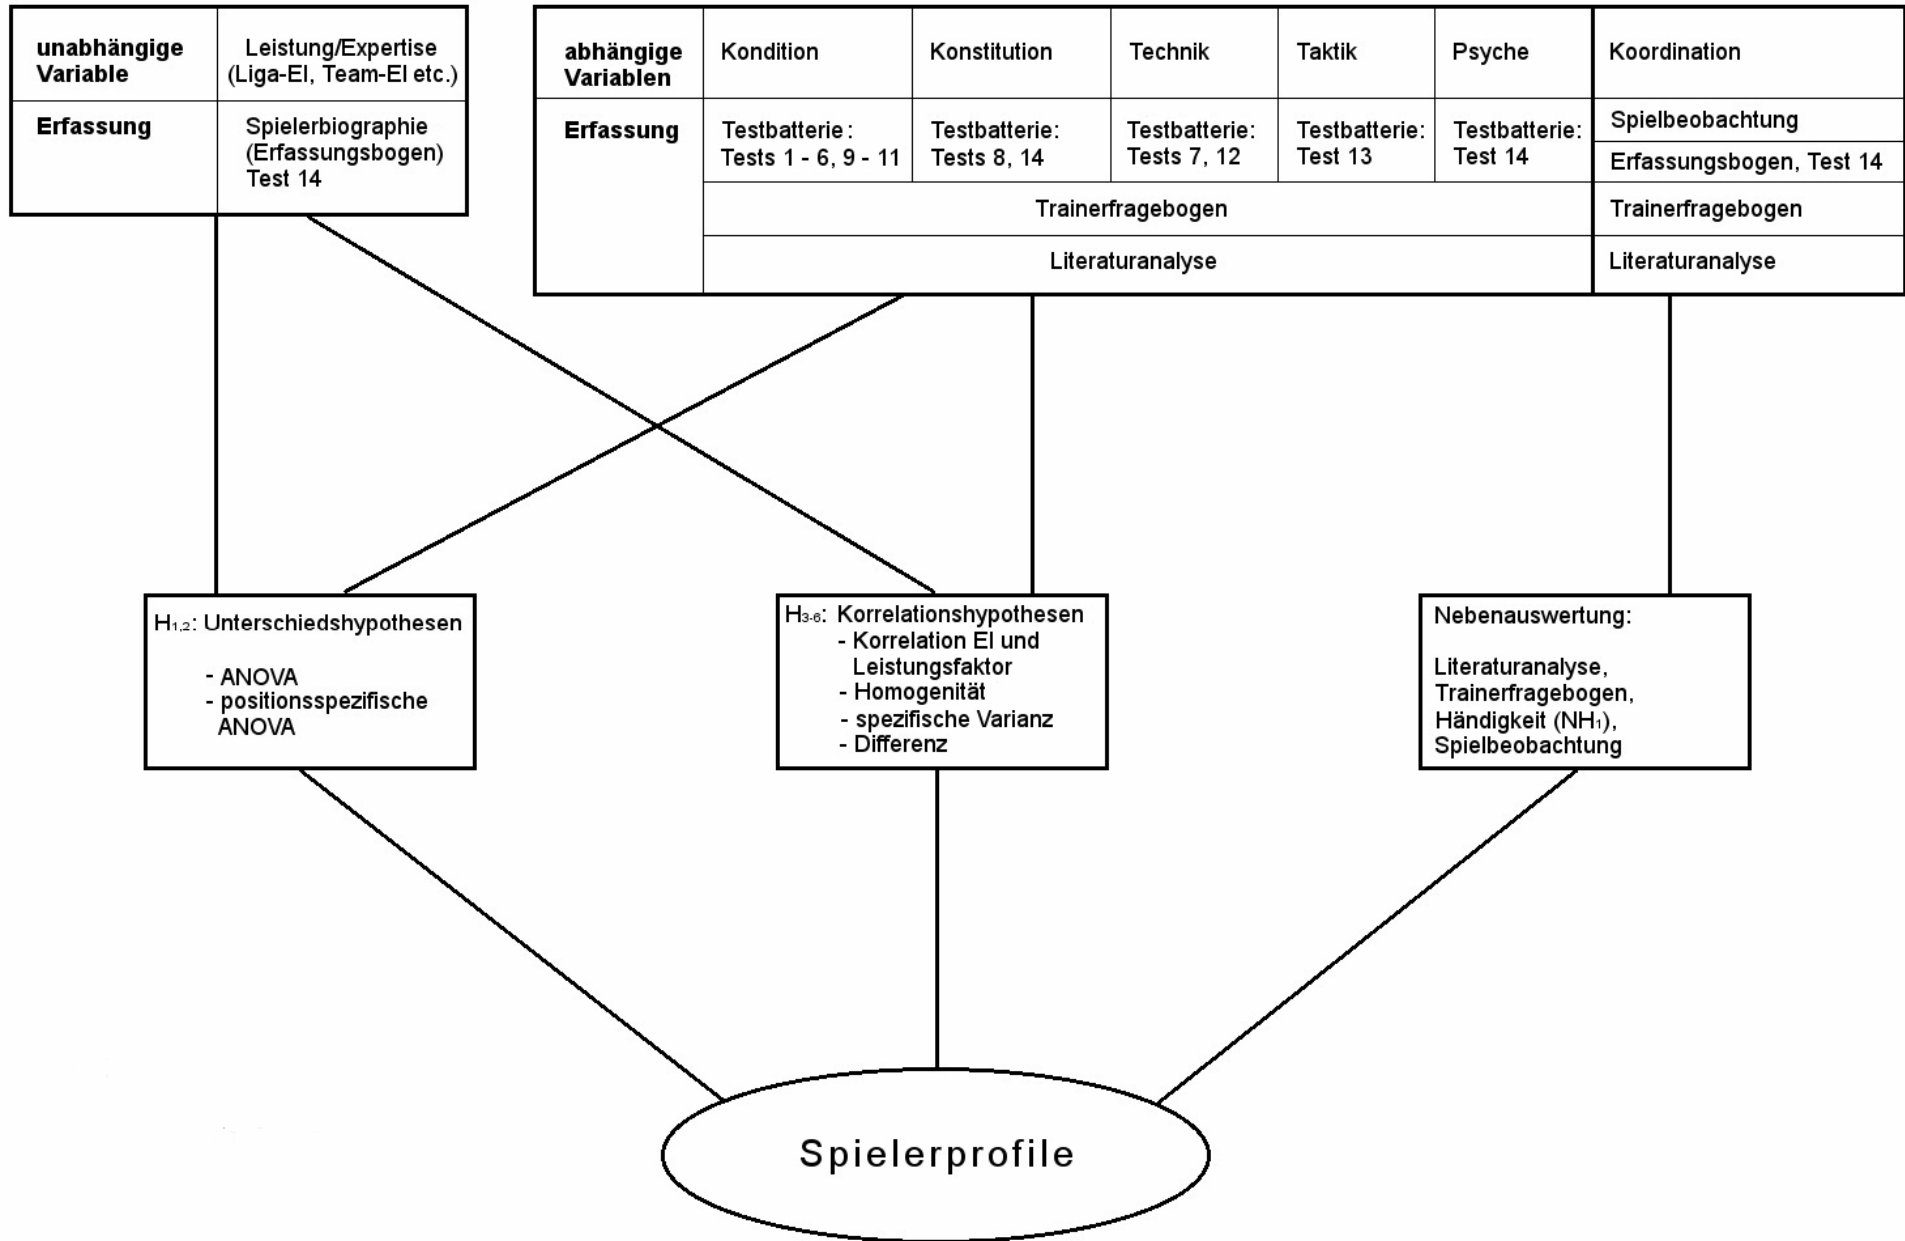 unabhängige
Variable
Leistung/Expertise
(Liga-EI, Team-EI etc.)
Erfassung
Spielerbiographie
(Erfassungsbogen)
Test 14
abhängige
Variablen
Kondition
Konstitution
Technik
Taktik
Psyche
Koordination
Erfassung
Testbatterie :
Tests 1 - 6, 9 - 11
Testbatterie:
Tests 8, 14
Testbatterie:
Tests 7, 12
Testbatterie:
Test 13
Testbatterie:
Test 14
Spielbeobachtung
Erfassungsbogen, Test 14
Trainerfragebogen
Trainerfragebogen
Literaturanalyse
Literaturanalyse
H₁,₂: Unterschiedshypothesen
- ANOVA
- positionsspezifische
ANOVA
H₃-₆: Korrelationshypothesen
- Korrelation EI und
Leistungsfaktor
- Homogenität
- spezifische Varianz
- Differenz
Nebenauswertung:
Literaturanalyse,
Trainerfragebogen,
Händigkeit (NH₁),
Spielbeobachtung
Spielerprofile